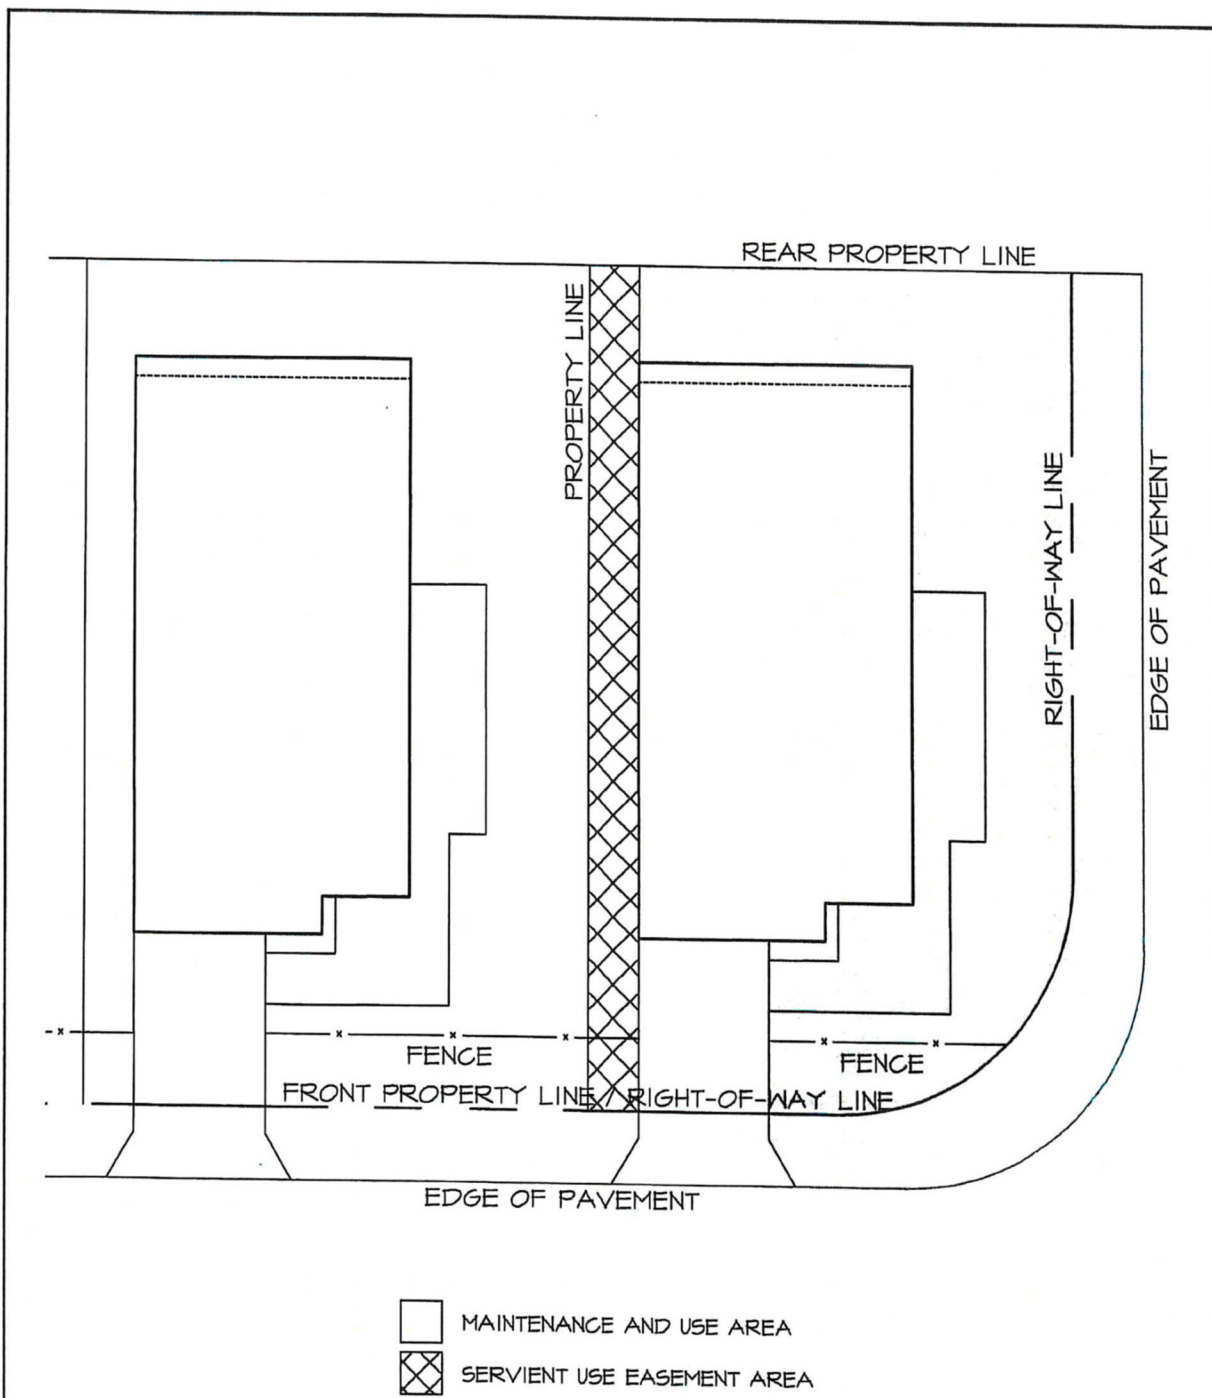 REAR PROPERTY LINE
PROPERTY LINE
RIGHT-OF-WAY LINE
EDGE OF PAVEMENT
FENCE
FENCE
FRONT PROPERTY LINE / RIGHT-OF-WAY LINE
EDGE OF PAVEMENT
MAINTENANCE AND USE AREA
SERVIENT USE EASEMENT AREA